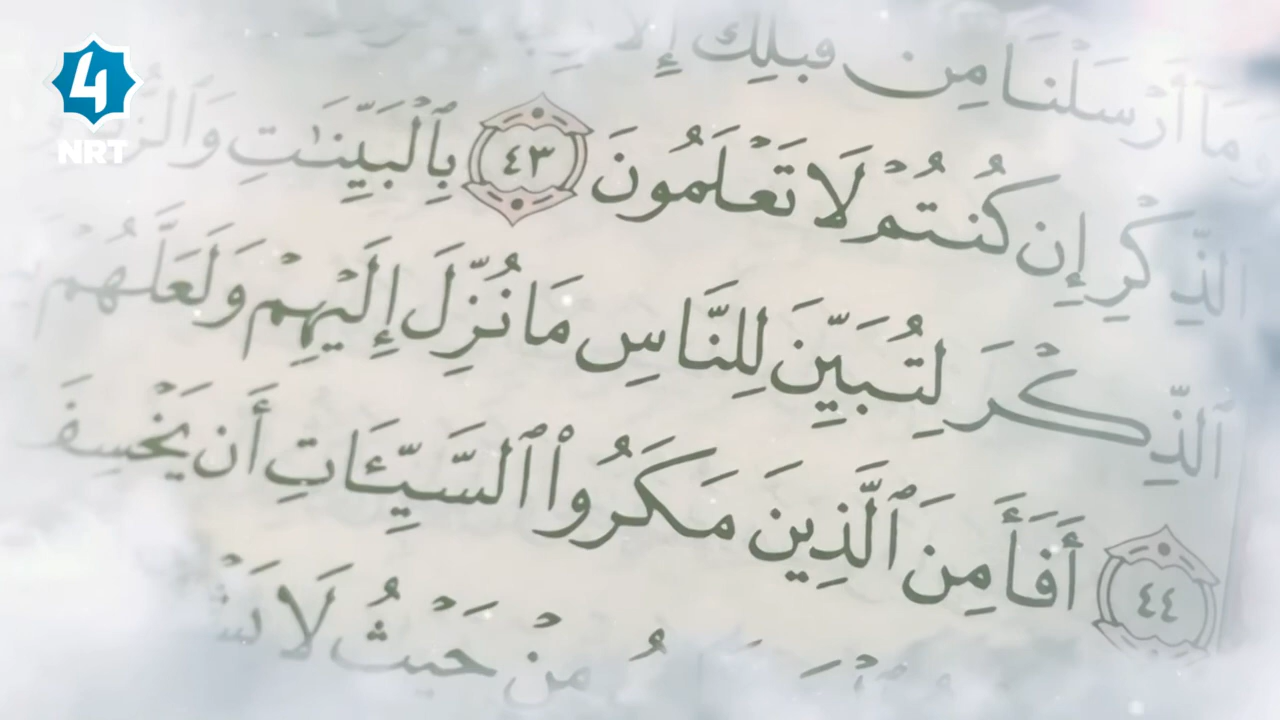 4
NRT
وَمَآ أَرۡسَلۡنَا مِن قَبۡلِكَ إِلَّا
ٱلذِّكۡرِ إِن كُنتُمۡ لَا تَعۡلَمُونَ ٤٣ بِٱلۡبَيِّنَٰتِ وَٱلزُّبُرِ
ٱلذِّكۡرَ لِتُبَيِّنَ لِلنَّاسِ مَا نُزِّلَ إِلَيۡهِمۡ وَلَعَلَّهُمۡ
٤٤ أَفَأَمِنَ ٱلَّذِينَ مَكَرُواْ ٱلسَّيِّـَٔاتِ أَن يَخۡسِفَ
مِنۡ حَيۡثُ لَا